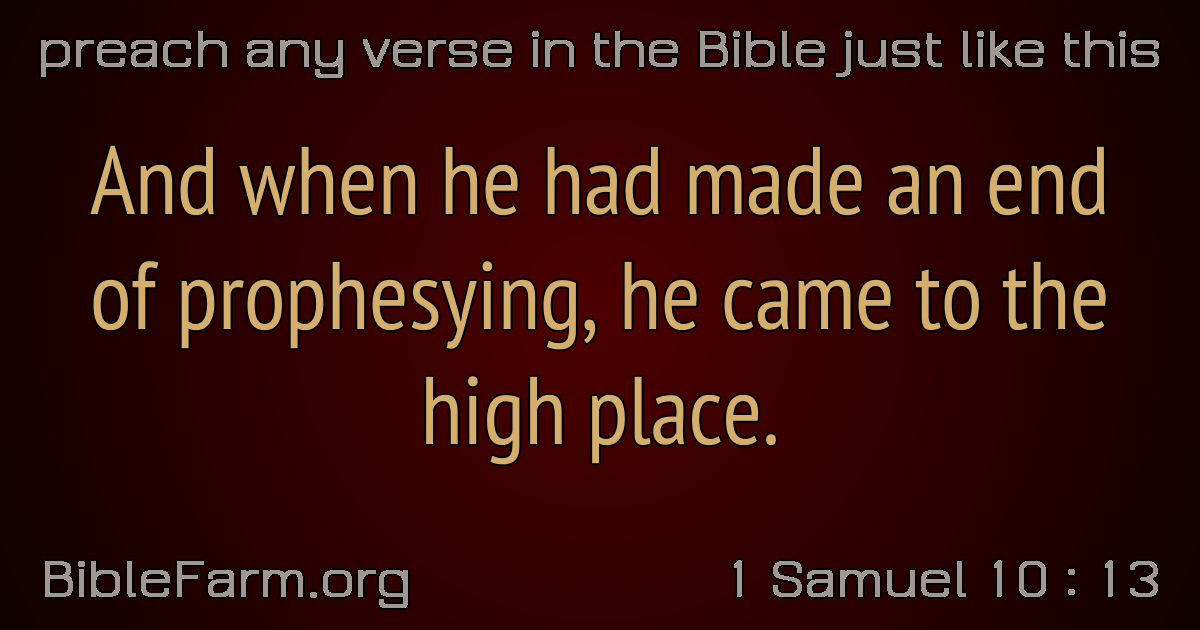 preach any verse in the Bible just like this
And when he had made an end
of prophesying, he came to the
high place.
BibleFarm.org
1 Samuel 10 : 13